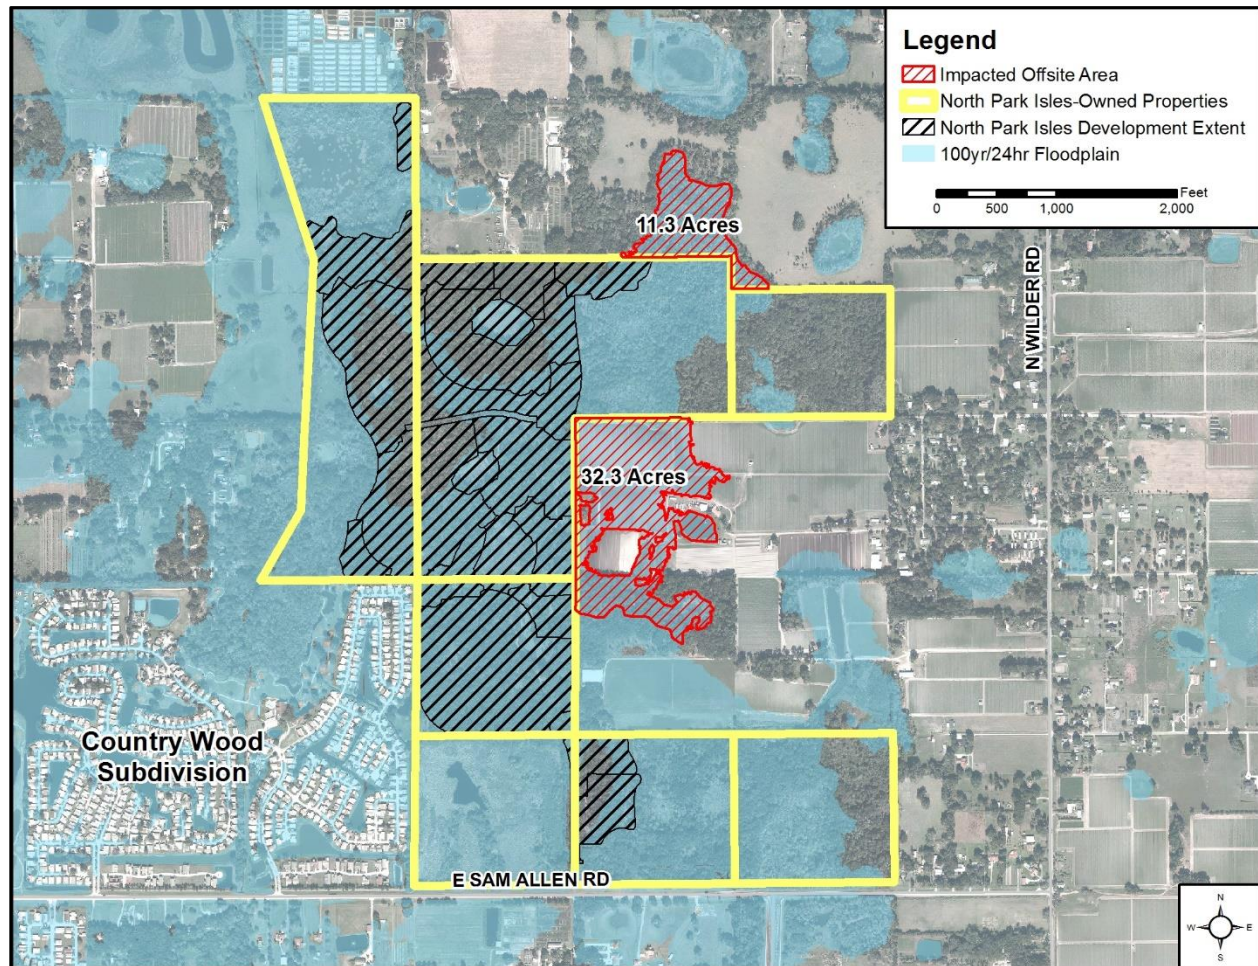 Legend
Impacted Offsite Area
North Park Isles-Owned Properties
North Park Isles Development Extent
100yr/24hr Floodplain
Feet
0 500 1,000 2,000
11.3 Acres
N WILDER RD
32.3 Acres
Country Wood
Subdivision
E SAM ALLEN RD
N
W E
S